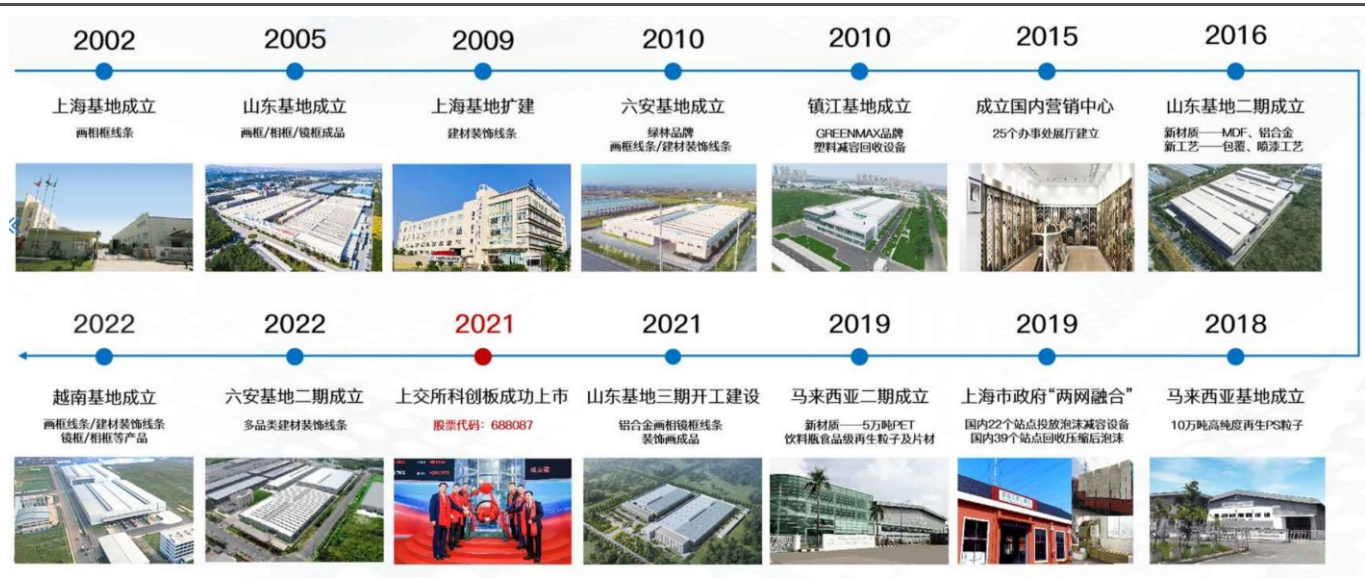 2002
上海基地成立
画相框线条
2005
山东基地成立
画框/相框/镜框成品
2009
上海基地扩建
建材装饰线条
2010
六安基地成立
绿林品牌
画框线条/建材装饰线条
2010
镇江基地成立
GREENMAX品牌
塑料减容回收设备
2015
成立国内营销中心
25个办事处展厅建立
2016
山东基地二期成立
新材质——MDF、铝合金
新工艺——包覆、喷漆工艺
2022
越南基地成立
画框线条/建材装饰线条
镜框/相框等产品
2022
六安基地二期成立
多品类建材装饰线条
2021
上交所科创板成功上市
股票代码：688087
2021
山东基地三期开工建设
铝合金画相镜框线条
装饰画成品
2019
马来西亚二期成立
新材质——5万吨PET
饮料瓶食品级再生粒子及片材
2019
上海市政府“两网融合”
国内22个站点投放泡沫减容设备
国内39个站点回收压缩后泡沫
2018
马来西亚基地成立
10万吨高纯度再生PS粒子